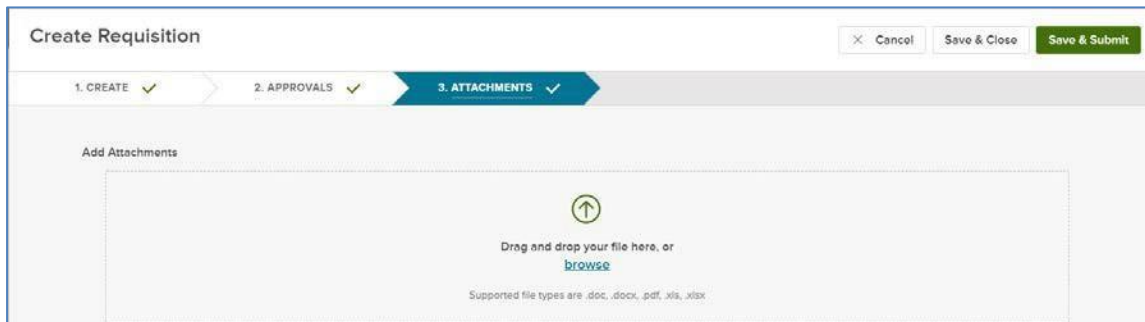 Create Requisition
Cancel
Save & Close
Save & Submit
1. CREATE
2. APPROVALS
3. ATTACHMENTS
Add Attachments
Drag and drop your file here, or
browse
Supported file types are .doc, .docx, .pdf, .xls, .xlsx